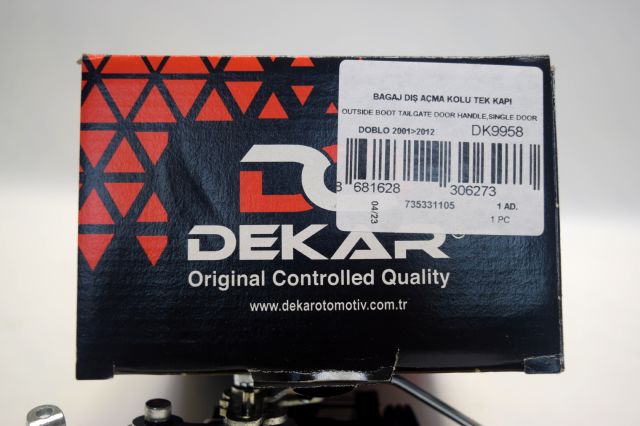 BAGAJ DIŞ AÇMA KOLU TEK KAPI
OUTSIDE BOOT TAILGATE DOOR HANDLE,SINGLE DOOR
DOBLO 2001>2012 DK9958
8 681628 306273
04/23 735331105 1 AD.
1 PC
DEKAR®
Original Controlled Quality
www.dekarotomotiv.com.tr